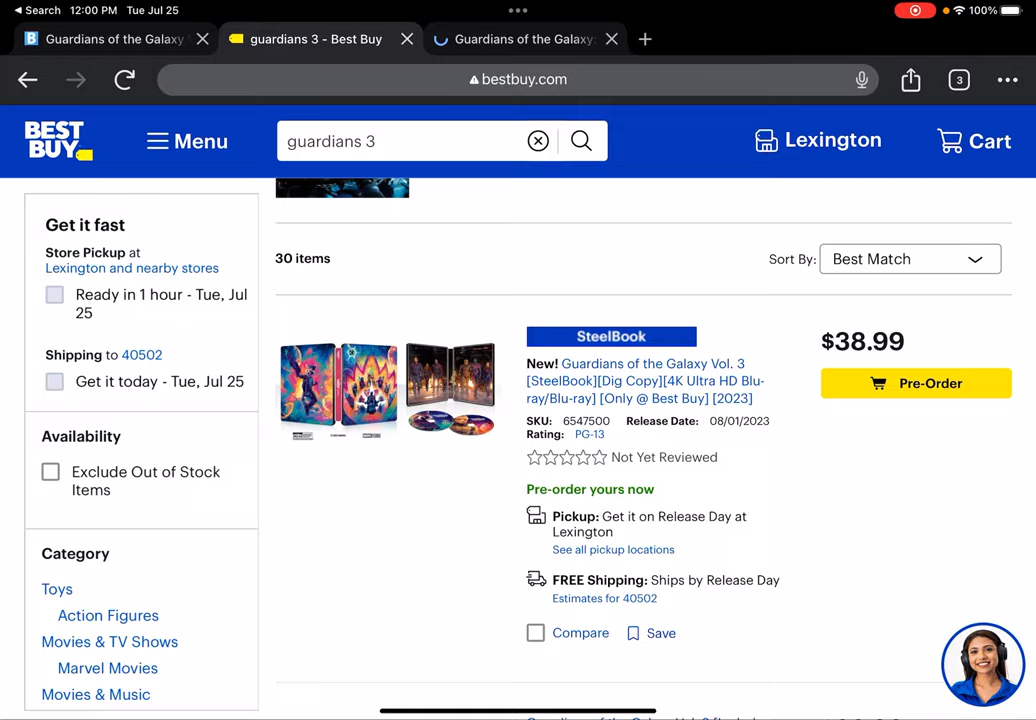 Search 12:00 PM Tue Jul 25
100%
Guardians of the Galaxy
guardians 3 - Best Buy
Guardians of the Galaxy:
bestbuy.com
3
BEST BUY
Menu
guardians 3
Lexington
Cart
Get it fast
Store Pickup at
Lexington and nearby stores
Ready in 1 hour - Tue, Jul
25
Shipping to 40502
Get it today - Tue, Jul 25
Availability
Exclude Out of Stock
Items
Category
Toys
Action Figures
Movies & TV Shows
Marvel Movies
Movies & Music
30 items
Sort By: Best Match
SteelBook
New! Guardians of the Galaxy Vol. 3
[SteelBook][Dig Copy][4K Ultra HD Blu-
ray/Blu-ray] [Only @ Best Buy] [2023]
SKU: 6547500 Release Date: 08/01/2023
Rating: PG-13
Not Yet Reviewed
Pre-order yours now
Pickup: Get it on Release Day at
Lexington
See all pickup locations
FREE Shipping: Ships by Release Day
Estimates for 40502
Compare Save
$38.99
Pre-Order